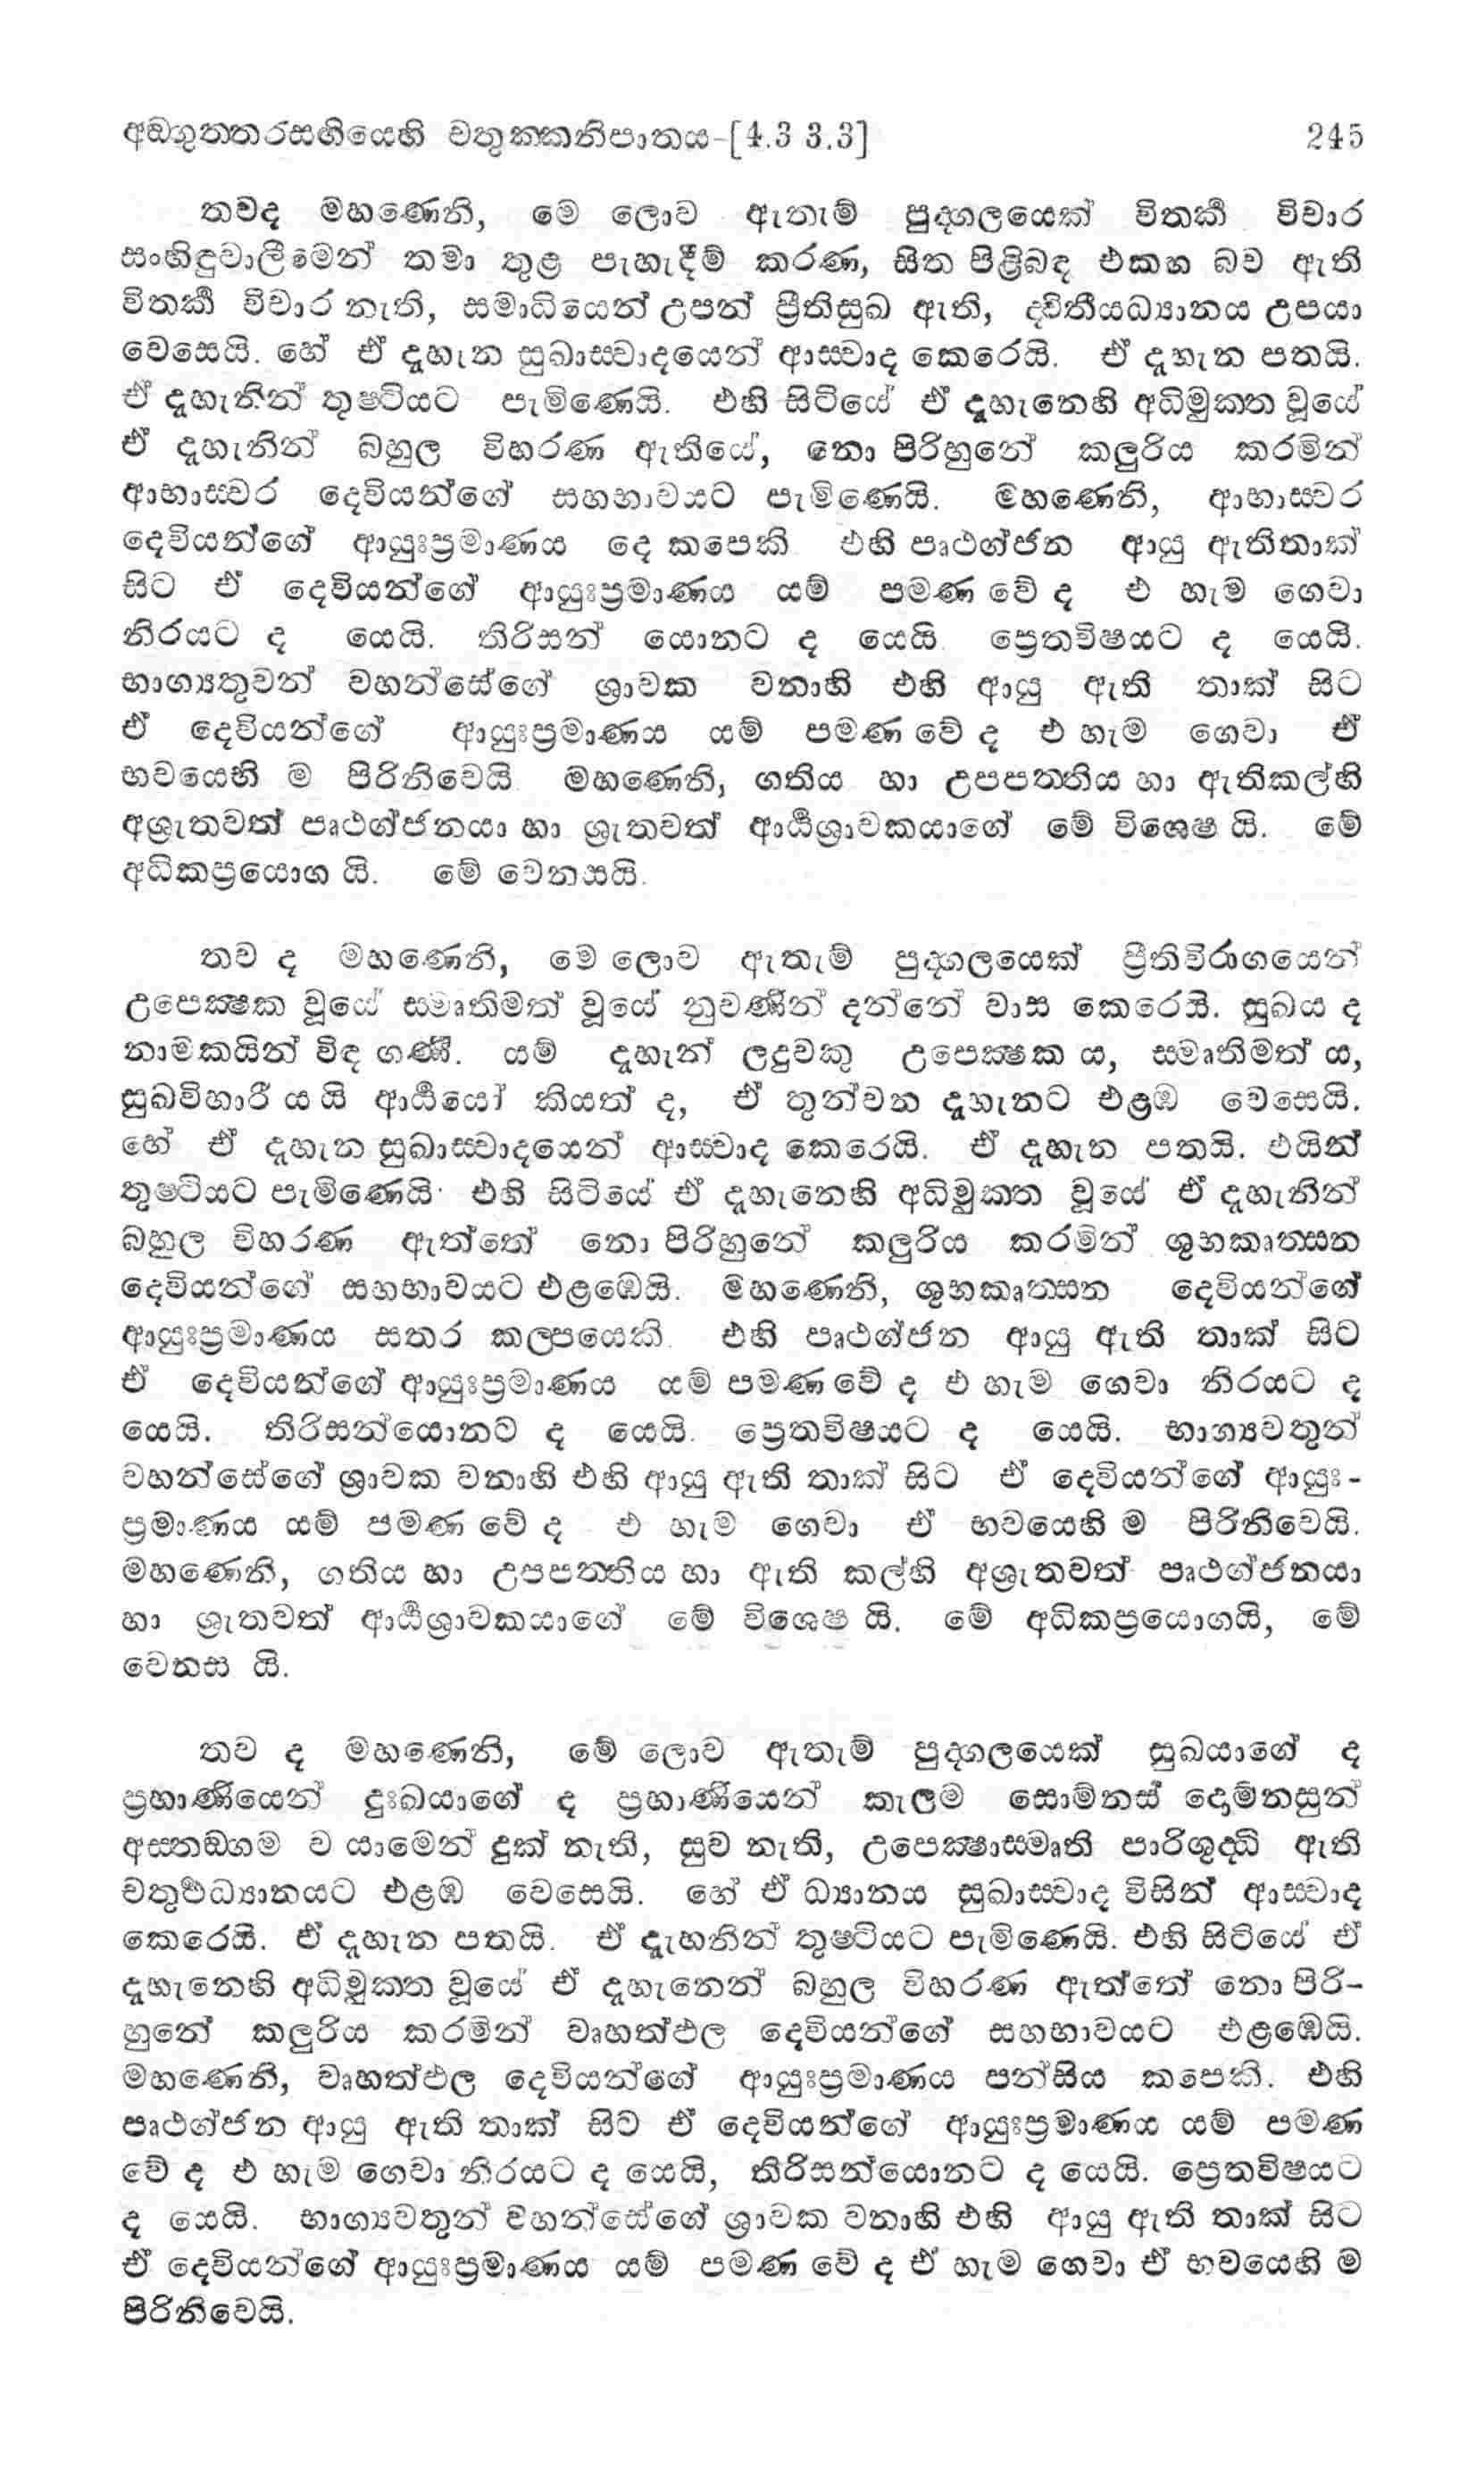 අඞගුත්තරසඟියෙහි චතුක්කනිපාතය-[4.3 3.3] 245
තවද මහණෙනි, මෙ ලොව ඇතැම් පුද්ගලයෙක් විතර්ක විචාර
සංහිඳුවාලීමෙන් තමා තුළ පැහැදීම් කරණ, සිත පිළිබඳ එකඟ බව ඇති
විතර්ක විචාර නැති, සමාධියෙන් උපන් ප්‍රීතිසුඛ ඇති, ද්විතීයධ්‍යානය උපයා
වෙසෙයි. හේ ඒ දැහැන සුඛාස්වාදයෙන් ආස්වාද කෙරෙයි. ඒ දැහැන පතයි.
ඒ දැහැනින් තුෂ්ටියට පැමිණෙයි. එහි සිටියේ ඒ දැහැනෙහි අධිමුක්ත වූයේ
ඒ දැහැනින් බහුල විහරණ ඇතියේ, නො පිරිහුනේ කලුරිය කරමින්
ආභාස්වර දෙවියන්ගේ සහභාවයට පැමිණෙයි. මහණෙනි, ආභාස්වර
දෙවියන්ගේ ආයුඃප්‍රමාණය දෙ කපෙකි. එහි පෘථග්ජන ආයු ඇතිතාක්
සිට ඒ දෙවියන්ගේ ආයුඃප්‍රමාණය යම් පමණ වේ ද එ හැම ගෙවා
නිරයට ද යෙයි. තිරිසන් යොනට ද යෙයි. ප්‍රෙතවිෂයට ද යෙයි.
භාග්‍යතුවන් වහන්සේගේ ශ්‍රාවක වනාහි එහි ආයු ඇති තාක් සිට
ඒ දෙවියන්ගේ ආයුඃප්‍රමාණය යම් පමණ වේ ද එ හැම ගෙවා ඒ
භවයෙහි ම පිරිනිවෙයි. මහණෙනි, ගතිය හා උපපත්තිය හා ඇතිකල්හි
අශ්‍රැතවත් පෘථග්ජනයා හා ශ්‍රැතවත් ආර්‍ය්‍යශ්‍රාවකයාගේ මේ විශෙෂ යි. මේ
අධිකප්‍රයොග යි. මේ වෙනසයි.
තව ද මහණෙනි, මෙ ලොව ඇතැම් පුද්ගලයෙක් ප්‍රීතිවිරාගයෙන්
උපෙක්ෂක වූයේ ස්මෘතිමත් වූයේ නුවණින් දන්නේ වාස කෙරෙයි. සුඛය ද
නාමකයින් විඳ ගණී. යම් දැහැන් ලදුවකු උපෙක්ෂක ය, ස්මෘතිමත් ය,
සුඛවිහාරී ය යි ආර්‍ය්‍යයෝ කියත් ද, ඒ තුන්වන දැහැනට එළඹ වෙසෙයි.
හේ ඒ දැහැන සුඛාස්වාදයෙන් ආස්වාද කෙරෙයි. ඒ දැහැන පතයි. එයින්
තුෂ්ටියට පැමිණෙයි. එහි සිටියේ ඒ දැහැනෙහි අධිමුක්ත වූයේ ඒ දැහැනින්
බහුල විහරණ ඇත්තේ නො පිරිහුනේ කලුරිය කරමින් ශුභකෘත්ස්න
දෙවියන්ගේ සහභාවයට එළඹෙයි. මහණෙනි, ශුභකෘත්ස්න දෙවියන්ගේ
ආයුඃප්‍රමාණය සතර කල්පයෙකි. එහි පෘථග්ජන ආයු ඇති තාක් සිට
ඒ දෙවියන්ගේ ආයුඃප්‍රමාණය යම් පමණ වේ ද එ හැම ගෙවා නිරයට ද
යෙයි. තිරිසන්යොනට ද යෙයි. ප්‍රෙතවිෂයට ද යෙයි. භාග්‍යවතුන්
වහන්සේගේ ශ්‍රාවක වනාහි එහි ආයු ඇති තාක් සිට ඒ දෙවියන්ගේ ආයුඃ-
ප්‍රමාණය යම් පමණ වේ ද එ හැම ගෙවා ඒ භවයෙහි ම පිරිනිවෙයි.
මහණෙනි, ගතිය හා උපපත්තිය හා ඇති කල්හි අශ්‍රැතවත් පෘථග්ජනයා
හා ශ්‍රැතවත් ආර්‍ය්‍යශ්‍රාවකයාගේ මේ විශෙෂ යි. මේ අධිකප්‍රයොගයි, මේ
වෙනස යි.
තව ද මහණෙනි, මේ ලොව ඇතැම් පුද්ගලයෙක් සුඛයාගේ ද
ප්‍රහාණියෙන් දුඃඛයාගේ ද ප්‍රහාණියෙන් කැලම සොම්නස් දොම්නසුන්
අස්තඞ්ගම ව යාමෙන් දුක් නැති, සුව නැති, උපෙක්ෂාස්මෘති පාරිශුද්ධි ඇති
චතුර්ථධ්‍යානයට එළඹ වෙසෙයි. හේ ඒ ධ්‍යානය සුඛාස්වාද විසින් ආස්වාද
කෙරෙයි. ඒ දැහැන පතයි. ඒ දැහනින් තුෂ්ටියට පැමිණෙයි. එහි සිටියේ ඒ
දැහැනෙහි අධිමුක්ත වූයේ ඒ දැහැනෙන් බහුල විහරණ ඇත්තේ නො පිරි-
හුනේ කලුරිය කරමින් වෘහත්ඵල දෙවියන්ගේ සහභාවයට එළඹෙයි.
මහණෙනි, වෘහත්ඵල දෙවියන්ගේ ආයුඃප්‍රමාණය පන්සිය කපෙකි. එහි
පෘථග්ජන ආයු ඇති තාක් සිට ඒ දෙවියන්ගේ ආයුඃප්‍රමාණය යම් පමණ
වේ ද එ හැම ගෙවා නිරයට ද යෙයි, තිරිසන්යොනට ද යෙයි. ප්‍රෙතවිෂයට
ද යෙයි. භාග්‍යවතුන් වහන්සේගේ ශ්‍රාවක වනාහි එහි ආයු ඇති තාක් සිට
ඒ දෙවියන්ගේ ආයුඃප්‍රමාණය යම් පමණ වේ ද ඒ හැම ගෙවා ඒ භවයෙහි ම
පිරිනිවෙයි.